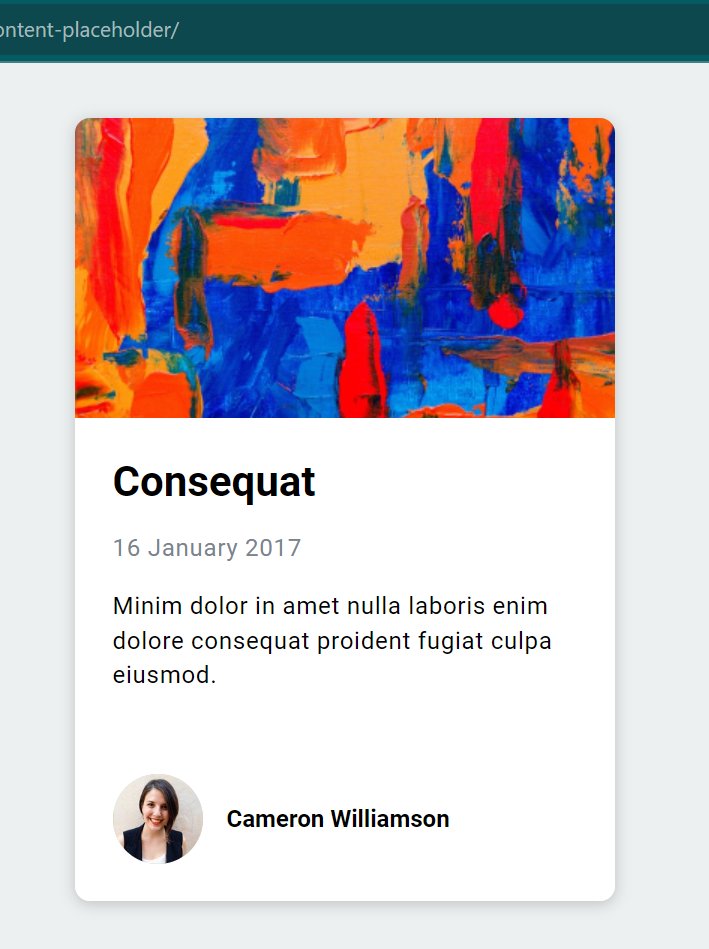 ontent-placeholder/
Consequat
16 January 2017
Minim dolor in amet nulla laboris enim
dolore consequat proident fugiat culpa
eiusmod.
Cameron Williamson